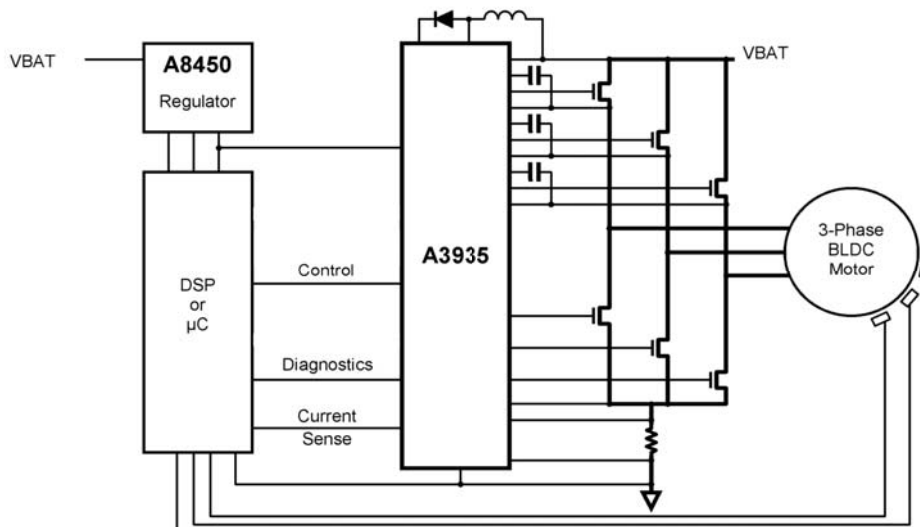 VBAT
A8450
Regulator
VBAT
A3935
3-Phase
BLDC
Motor
Control
DSP
or
µC
Diagnostics
Current
Sense